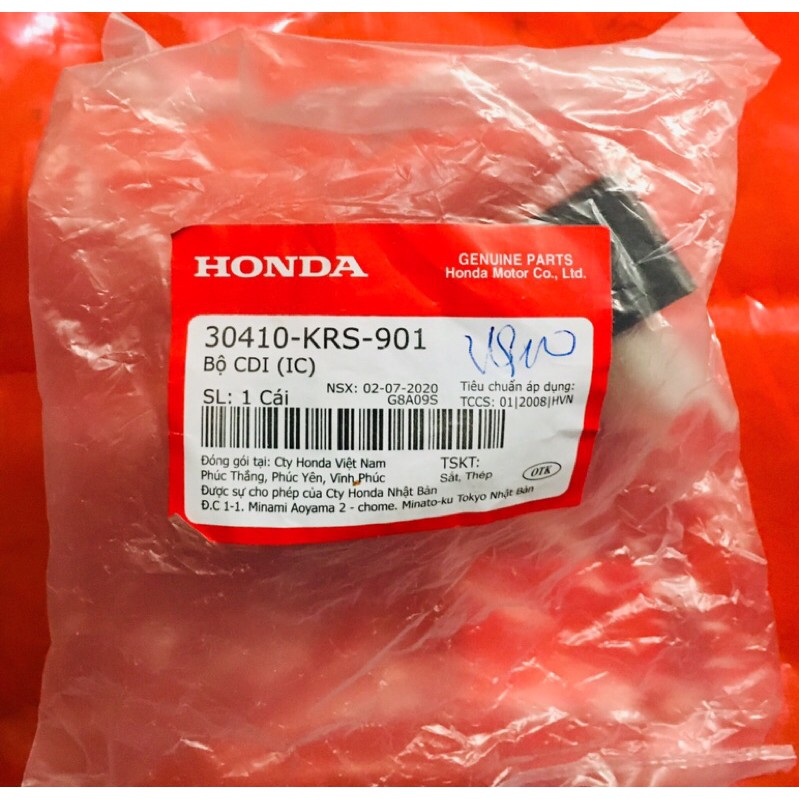 HONDA
GENUINE PARTS
Honda Motor Co., Ltd.
30410-KRS-901
Bộ CDI (IC)
SL: 1 Cái
NSX: 02-07-2020
G8A09S
Tiêu chuẩn áp dụng:
TCCS: 01|2008|HVN
Đóng gói tại: Cty Honda Việt Nam
Phúc Thắng, Phúc Yên, Vĩnh Phúc
TSKT:
Sắt, Thép
OTK
Được sự cho phép của Cty Honda Nhật Bản
Đ.C 1-1. Minami Aoyama 2 - chome. Minato-ku Tokyo Nhật Bản